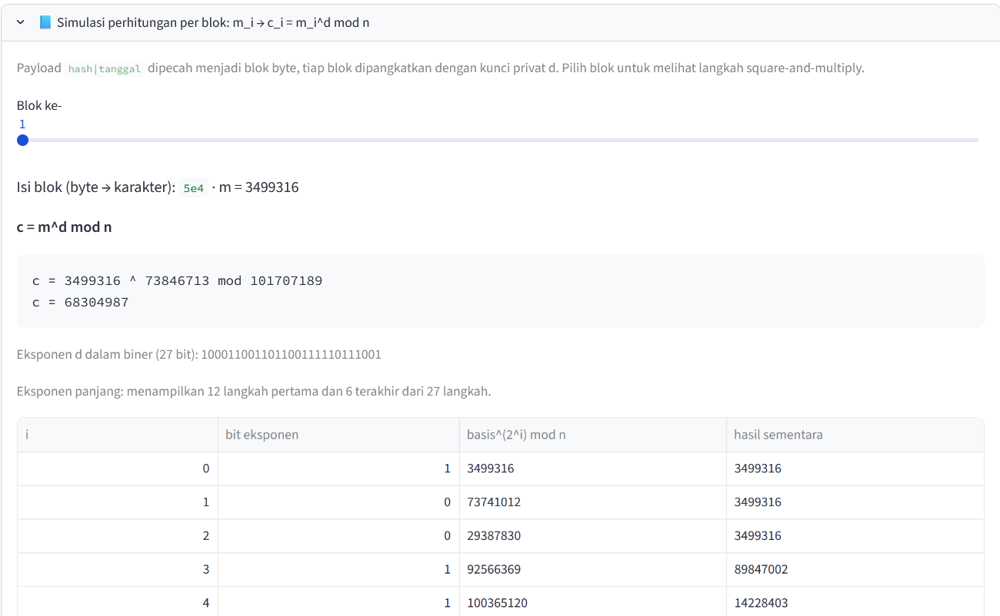 Simulasi perhitungan per blok: m_i → c_i = m_i^d mod n
Payload hash|tanggal dipecah menjadi blok byte, tiap blok dipangkatkan dengan kunci privat d. Pilih blok untuk melihat langkah square-and-multiply.
Blok ke-
1
Isi blok (byte → karakter): 5e4 · m = 3499316
c = m^d mod n
c = 3499316 ^ 73846713 mod 101707189
c = 68304987
Eksponen d dalam biner (27 bit): 100011001101100111110111001
Eksponen panjang: menampilkan 12 langkah pertama dan 6 terakhir dari 27 langkah.
i bit eksponen basis^(2^i) mod n hasil sementara
0 1 3499316 3499316
1 0 73741012 3499316
2 0 29387830 3499316
3 1 92566369 89847002
4 1 100365120 14228403